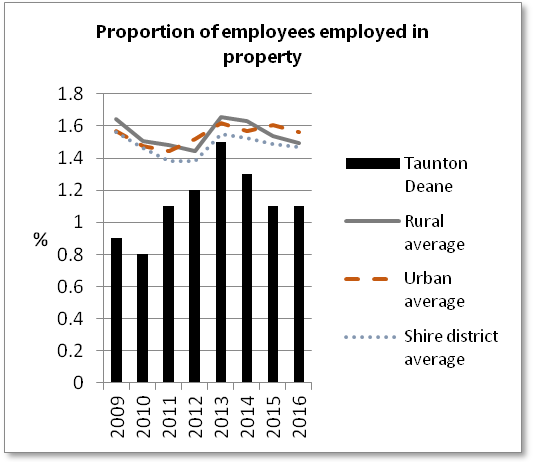 Proportion of employees employed in
property
1.8
1.6
1.4
1.2
1
0.8
0.6
0.4
0.2
0
%
2009
2010
2011
2012
2013
2014
2015
2016
Taunton
Deane
Rural
average
Urban
average
Shire district
average